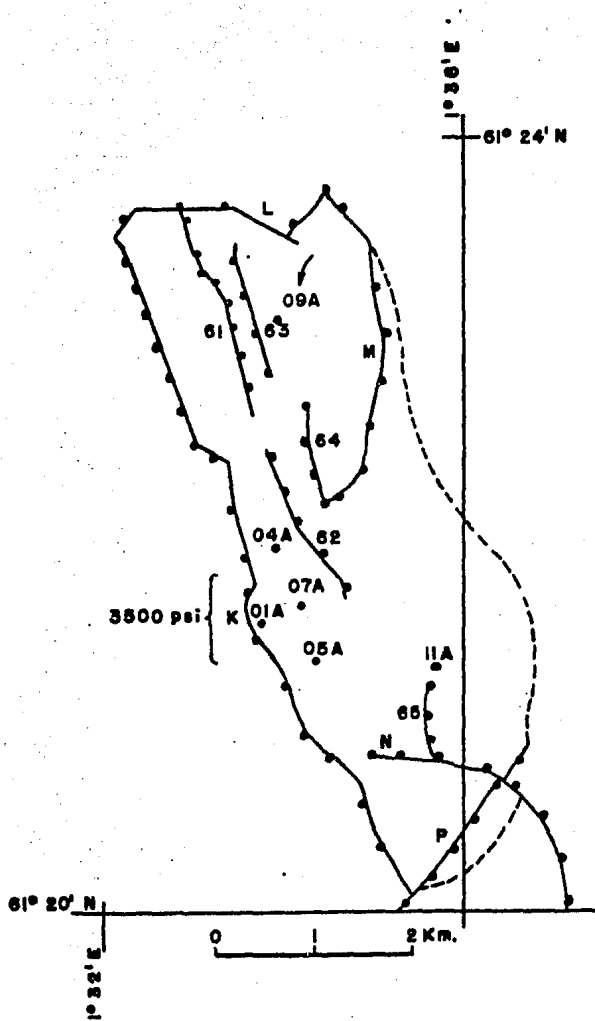 1° 36' E
61° 24' N
L
09A
61
63
M
64
04A
62
07A
3500 psi
K
01A
05A
11A
65
N
P
61° 20' N
0 1 2 Km.
1° 32' E